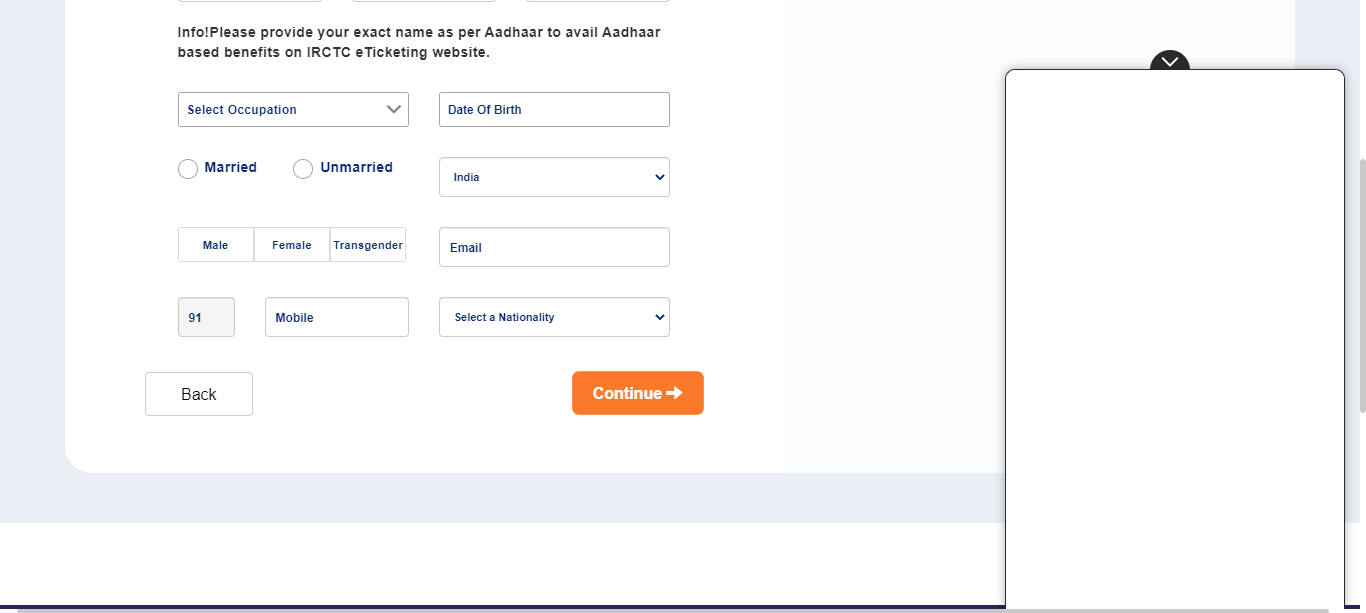 Info!Please provide your exact name as per Aadhaar to avail Aadhaar
based benefits on IRCTC eTicketing website.
Select Occupation
Date Of Birth
Married
Unmarried
India
Male
Female
Transgender
Email
91
Mobile
Select a Nationality
Back
Continue